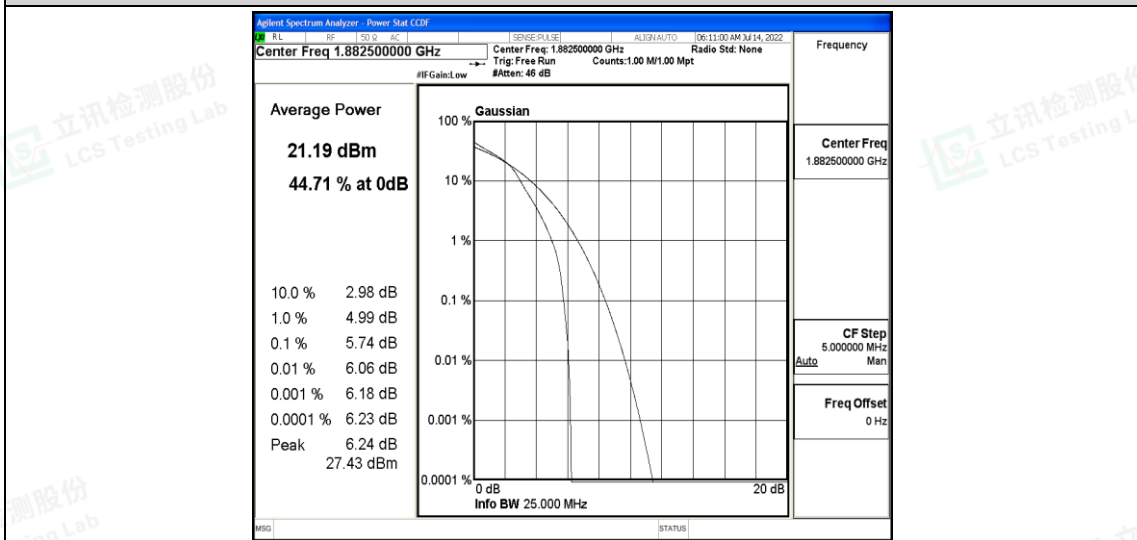 Agilent Spectrum Analyzer - Power Stat CCDF
RL RF 50 Ω AC SENSE:PULSE ALIGNAUTO 06:11:00 AM Jul 14, 2022
Center Freq 1.882500000 GHz
Center Freq: 1.882500000 GHz Radio Std: None
Trig: Free Run Counts:1.00 M/1.00 Mpt
#IFGain:Low #Atten: 46 dB
Frequency
Average Power
21.19 dBm
44.71 % at 0dB
10.0 % 2.98 dB
1.0 % 4.99 dB
0.1 % 5.74 dB
0.01 % 6.06 dB
0.001 % 6.18 dB
0.0001 % 6.23 dB
Peak 6.24 dB
27.43 dBm
Gaussian
100 %
10 %
1 %
0.1 %
0.01 %
0.001 %
0.0001 %
0 dB 20 dB
Info BW 25.000 MHz
Center Freq
1.882500000 GHz
CF Step
5.000000 MHz
Auto Man
Freq Offset
0 Hz
MSG STATUS
立讯检测股份
LCS Testing Lab
立讯检测股份
LCS Testing L
测股份
ng Lab
立